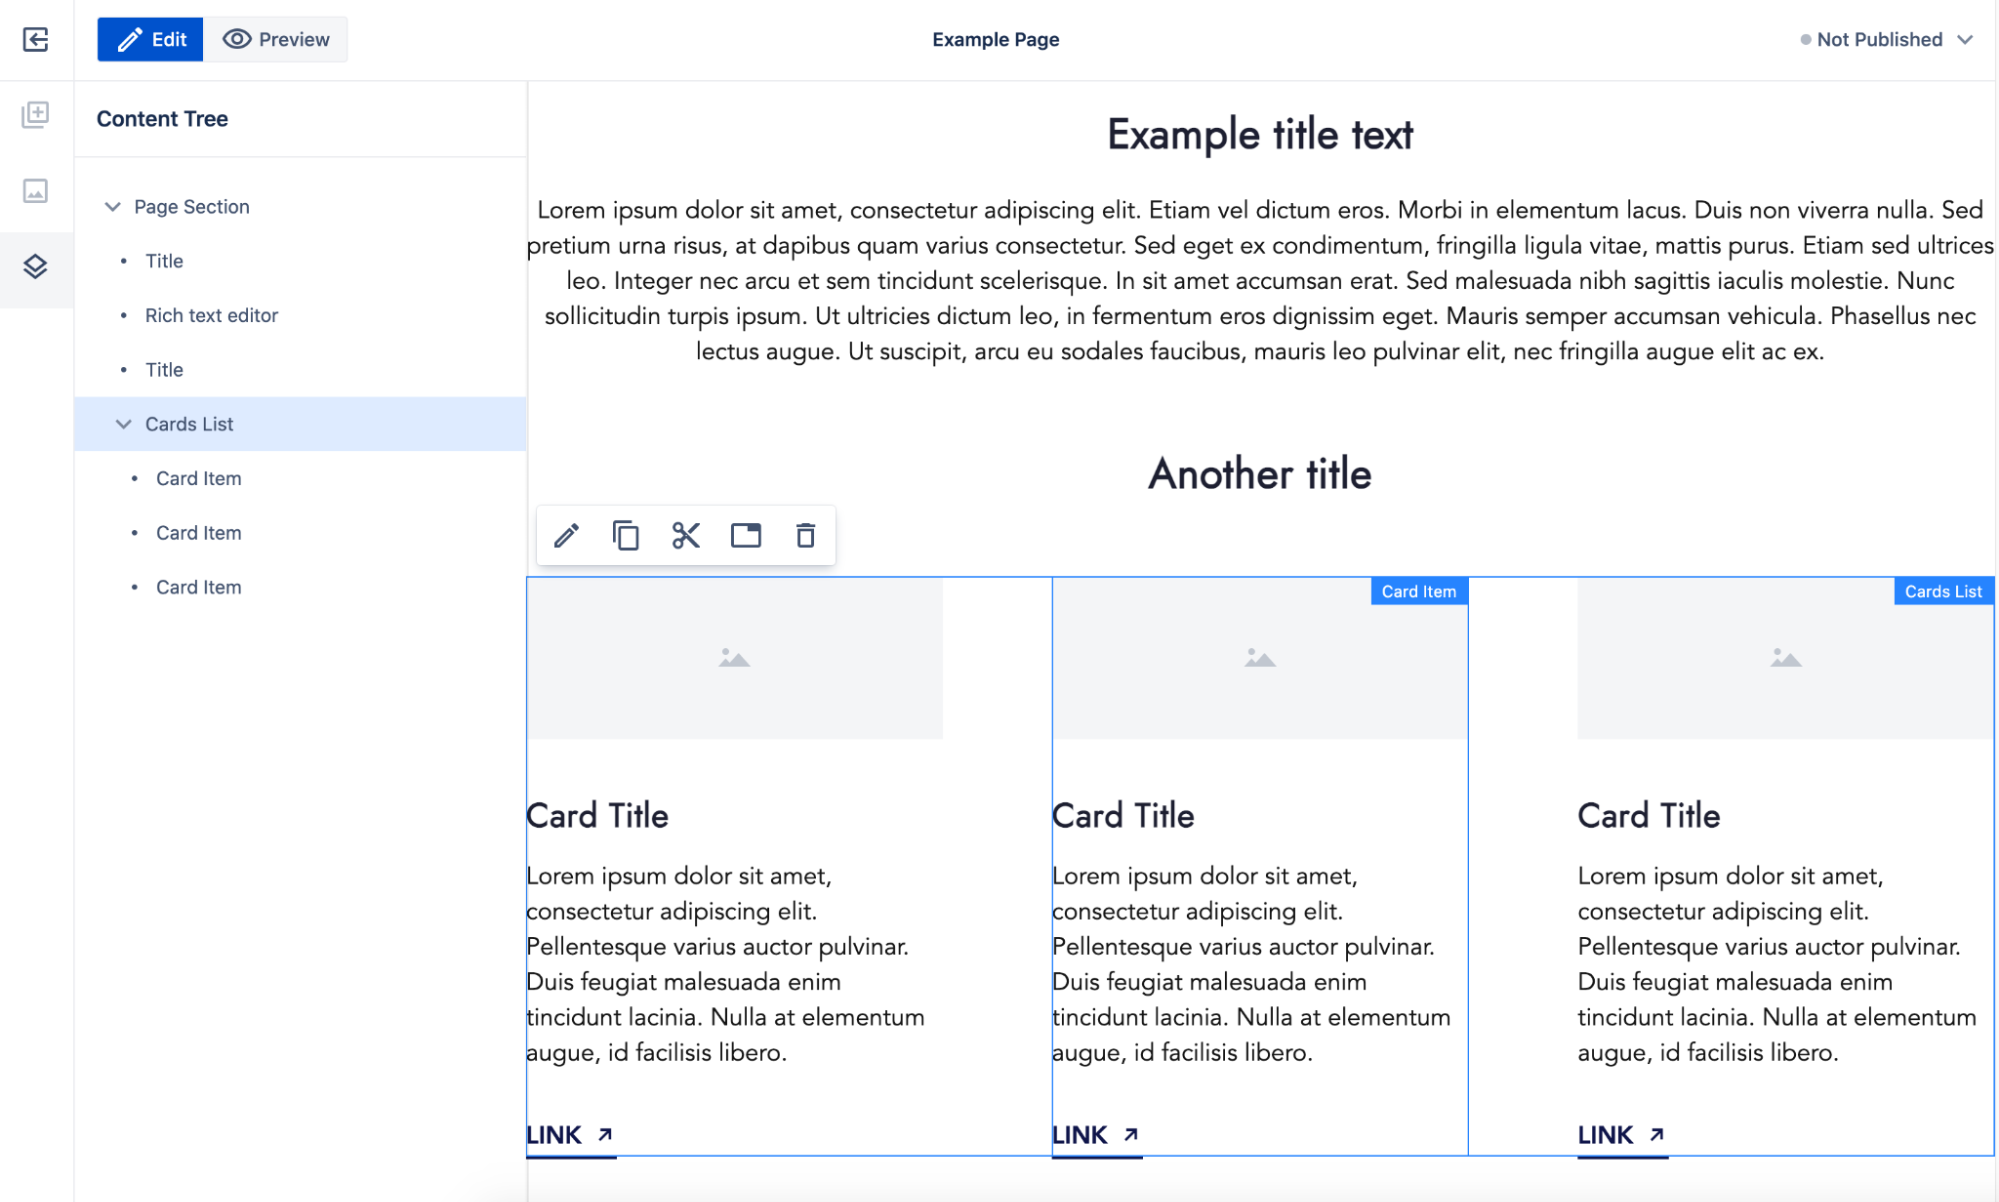 Edit
Preview
Example Page
Not Published
Content Tree
Page Section
Title
Rich text editor
Title
Cards List
Card Item
Card Item
Card Item
Example title text
Lorem ipsum dolor sit amet, consectetur adipiscing elit. Etiam vel dictum eros. Morbi in elementum lacus. Duis non viverra nulla. Sed
pretium urna risus, at dapibus quam varius consectetur. Sed eget ex condimentum, fringilla ligula vitae, mattis purus. Etiam sed ultrices
leo. Integer nec arcu et sem tincidunt scelerisque. In sit amet accumsan erat. Sed malesuada nibh sagittis iaculis molestie. Nunc
sollicitudin turpis ipsum. Ut ultricies dictum leo, in fermentum eros dignissim eget. Mauris semper accumsan vehicula. Phasellus nec
lectus augue. Ut suscipit, arcu eu sodales faucibus, mauris leo pulvinar elit, nec fringilla augue elit ac ex.
Another title
Card Item
Cards List
Card Title
Lorem ipsum dolor sit amet,
consectetur adipiscing elit.
Pellentesque varius auctor pulvinar.
Duis feugiat malesuada enim
tincidunt lacinia. Nulla at elementum
augue, id facilisis libero.
LINK
Card Title
Lorem ipsum dolor sit amet,
consectetur adipiscing elit.
Pellentesque varius auctor pulvinar.
Duis feugiat malesuada enim
tincidunt lacinia. Nulla at elementum
augue, id facilisis libero.
LINK
Card Title
Lorem ipsum dolor sit amet,
consectetur adipiscing elit.
Pellentesque varius auctor pulvinar.
Duis feugiat malesuada enim
tincidunt lacinia. Nulla at elementum
augue, id facilisis libero.
LINK